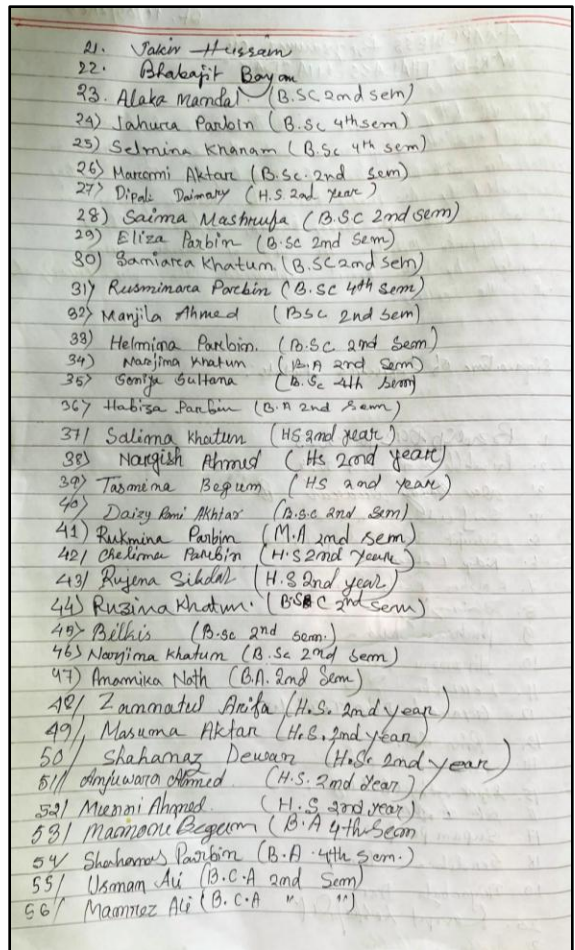 21. Jakir Hussain
22. Bhabajit Bayan
23. Alaka Mandal. (B.SC 2nd sem)
24) Jahura Parbin (B.Sc 4th sem)
25) Selmina Khanam (B.Sc 4th sem)
26) Marcomi Aktar (B.Sc. 2nd Sem)
27) Dipali Daimary (H.S. 2nd year)
28) Saima Mashrufa (B.SC 2nd Sem)
29) Eliza Parbin (B.Sc 2nd Sem)
30) Samiara Khatum (B.SC 2nd Sem)
31) Rusminara Parbin (B.SC 4th Sem)
32) Manjila Ahmed (BSC 2nd Sem)
33) Helmina Parbin. (B.SC 2nd Sem)
34) Narjima Khatun (B.A 2nd Sem)
35) Soniya Sultana (B.Sc 4th Sem)
36) Habiza Parbin (B.A 2nd Sem)
37/ Salima Khatun (HS 2nd year)
38) Nargish Ahmed (Hs 2nd year)
39) Tasmina Begum (HS 2nd year)
40) Daizy Rani Akhtar (B.S.C 2nd Sem)
41) Rukmina Parbin (M.A 2nd Sem)
42/ Chelima Parbin (H.S 2nd Year)
43/ Rujena Sikdar (H.S 2nd year)
44) Ruzina Khatun. (B.S C 2nd sem)
45) Bilkis (B.sc 2nd sem.)
46) Narjima Khatun (B.Sc 2nd Sem)
47) Anamika Nath (BA. 2nd Sem)
48/ Zannatul Arifa (H.S. 2nd year)
49/ Masuma Aktar (H.S. 2nd year)
50/ Shahanaz Dewan (H.S. 2nd year)
51/ Anjuwara Ahmed (H.S. 2nd Year)
52/ Munni Ahmed (H.S 2nd year)
53/ Mamoni Begum (B.A 4th Sem
54/ Shahanas Parbin (B.A 4th Sem.)
55/ Usman Ali (B.C.A 2nd Sem)
56/ Mamrez Ali (B.C.A " ")